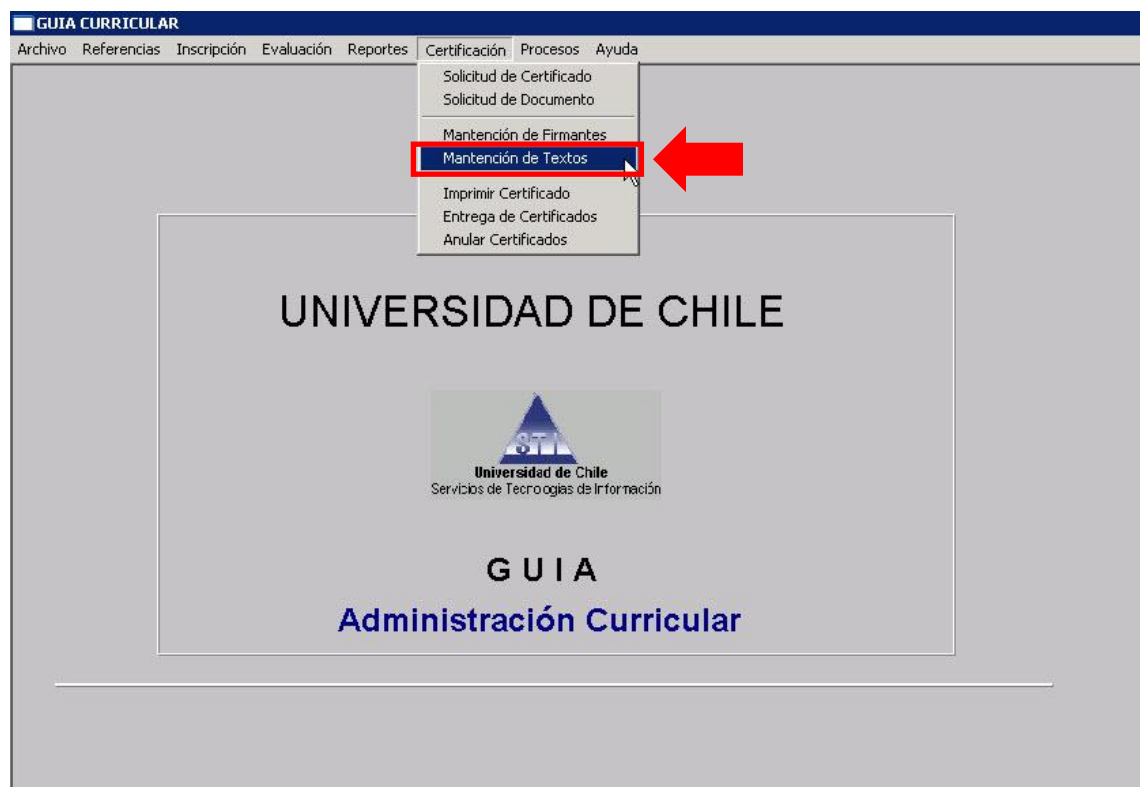 GUIA CURRICULAR
Archivo Referencias Inscripción Evaluación Reportes Certificación Procesos Ayuda
Solicitud de Certificado
Solicitud de Documento
Mantención de Firmantes
Mantención de Textos
Imprimir Certificado
Entrega de Certificados
Anular Certificados
UNIVERSIDAD DE CHILE
STI
Universidad de Chile
Servicios de Tecnologías de Información
G U I A
Administración Curricular